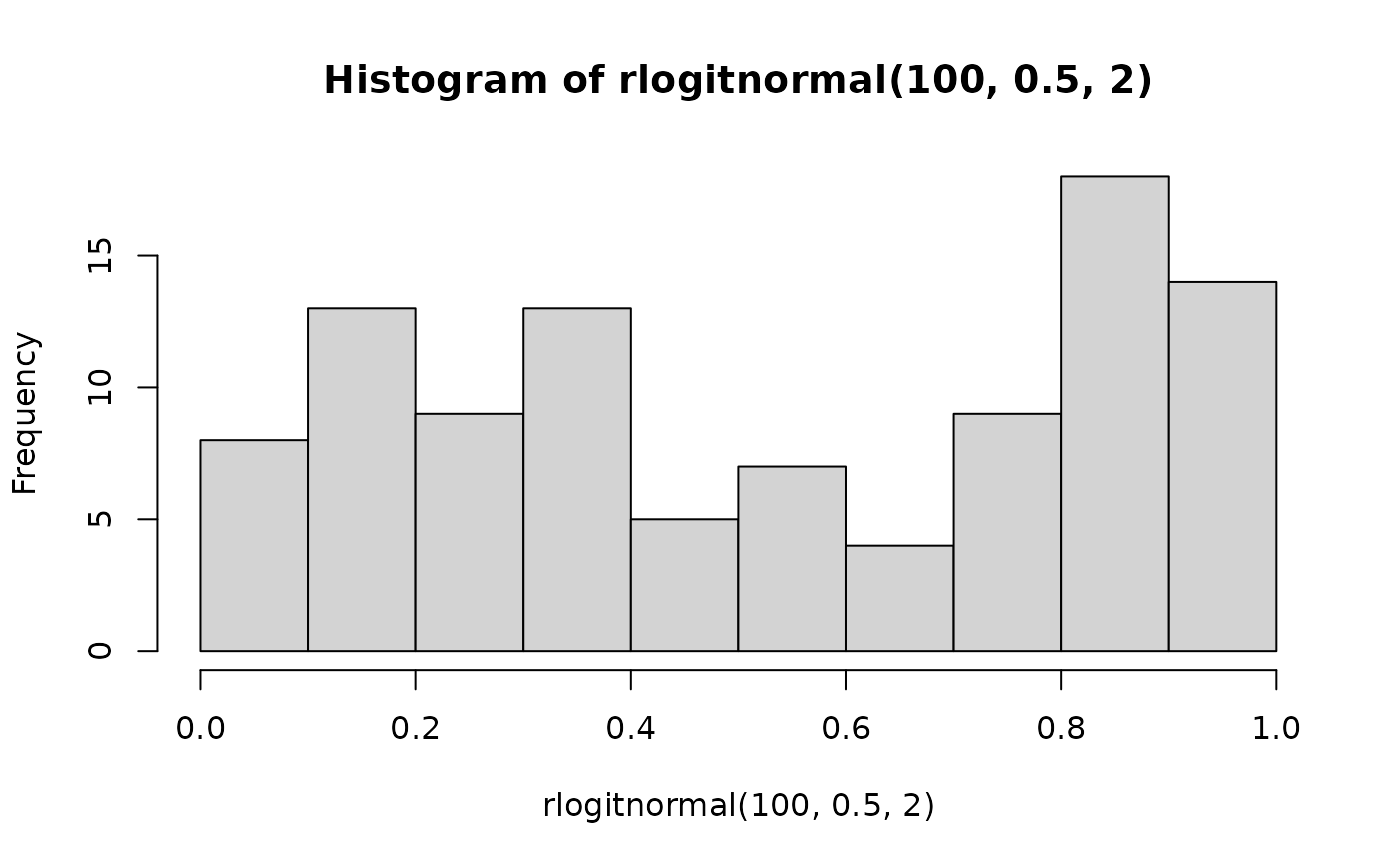 Histogram of rlogitnormal(100, 0.5, 2)
Frequency
15
10
5
0
0.0 0.2 0.4 0.6 0.8 1.0
rlogitnormal(100, 0.5, 2)